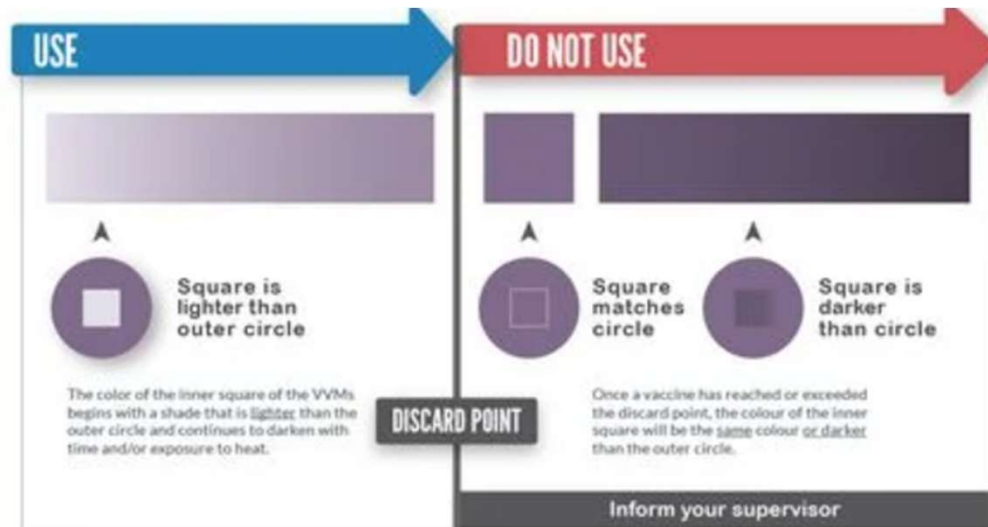 USE
DO NOT USE
Square is
lighter than
outer circle
Square
matches
circle
Square is
darker
than circle
The color of the inner square of the VVMs
begins with a shade that is lighter than the
outer circle and continues to darken with
time and/or exposure to heat.
DISCARD POINT
Once a vaccine has reached or exceeded
the discard point, the colour of the inner
square will be the same colour or darker
than the outer circle.
Inform your supervisor